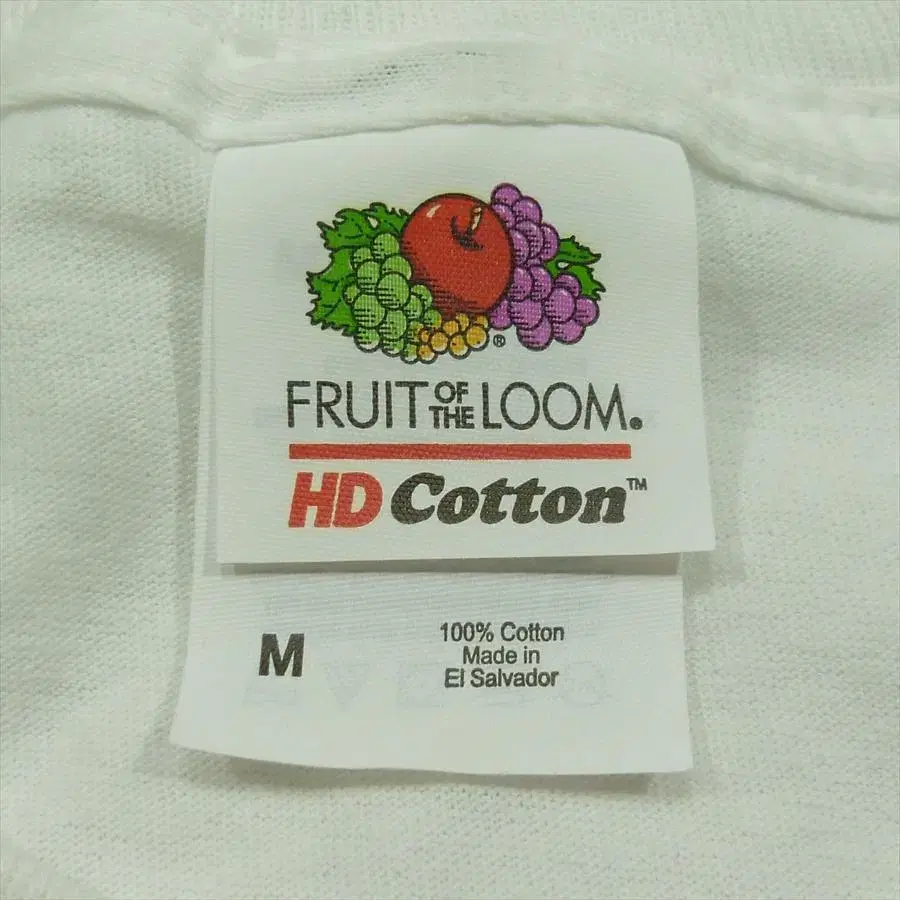 ®
FRUIT OF THE LOOM®
HD Cotton™
M
100% Cotton
Made in
El Salvador